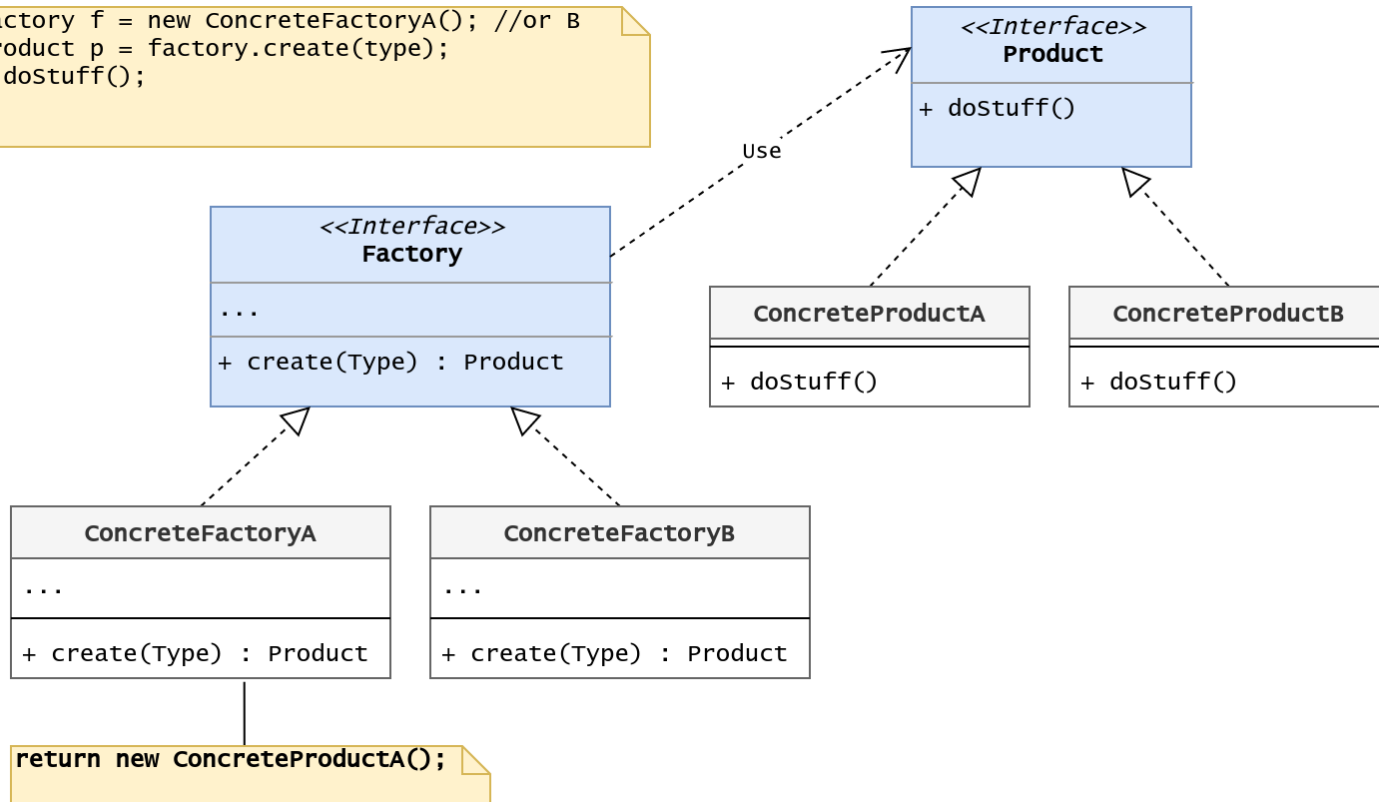 actory f = new ConcreteFactoryA(); //or B
roduct p = factory.create(type);
doStuff();
<<Interface>>
Product
+ doStuff()
Use
<<Interface>>
Factory
...
+ create(Type) : Product
ConcreteProductA
+ doStuff()
ConcreteProductB
+ doStuff()
ConcreteFactoryA
...
+ create(Type) : Product
ConcreteFactoryB
...
+ create(Type) : Product
return new ConcreteProductA();